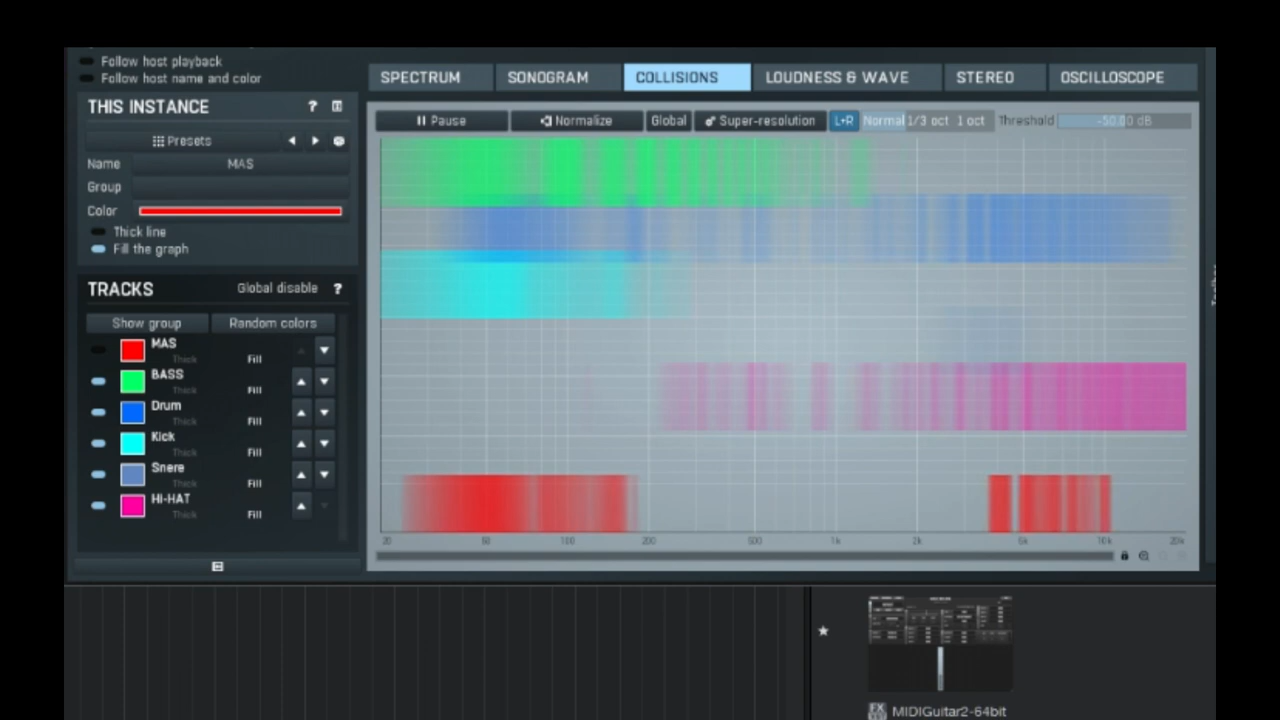 Follow host playback
Follow host name and color
SPECTRUM SONOGRAM COLLISIONS LOUDNESS & WAVE STEREO OSCILLOSCOPE
THIS INSTANCE ?
Pause Normalize Global Super-resolution L+R Normal 1/3 oct 1 oct Threshold -50.00 dB
Presets
Name MAS
Group
Color
Thick line
Fill the graph
TRACKS Global disable ?
Show group Random colors
MAS
Thick Fill
BASS
Thick Fill
Drum
Thick Fill
Kick
Thick Fill
Snere
Thick Fill
HI-HAT
Thick Fill
20 50 100 200 500 1k 2k 5k 10k 20k
FX
MIDIGuitar2-64bit